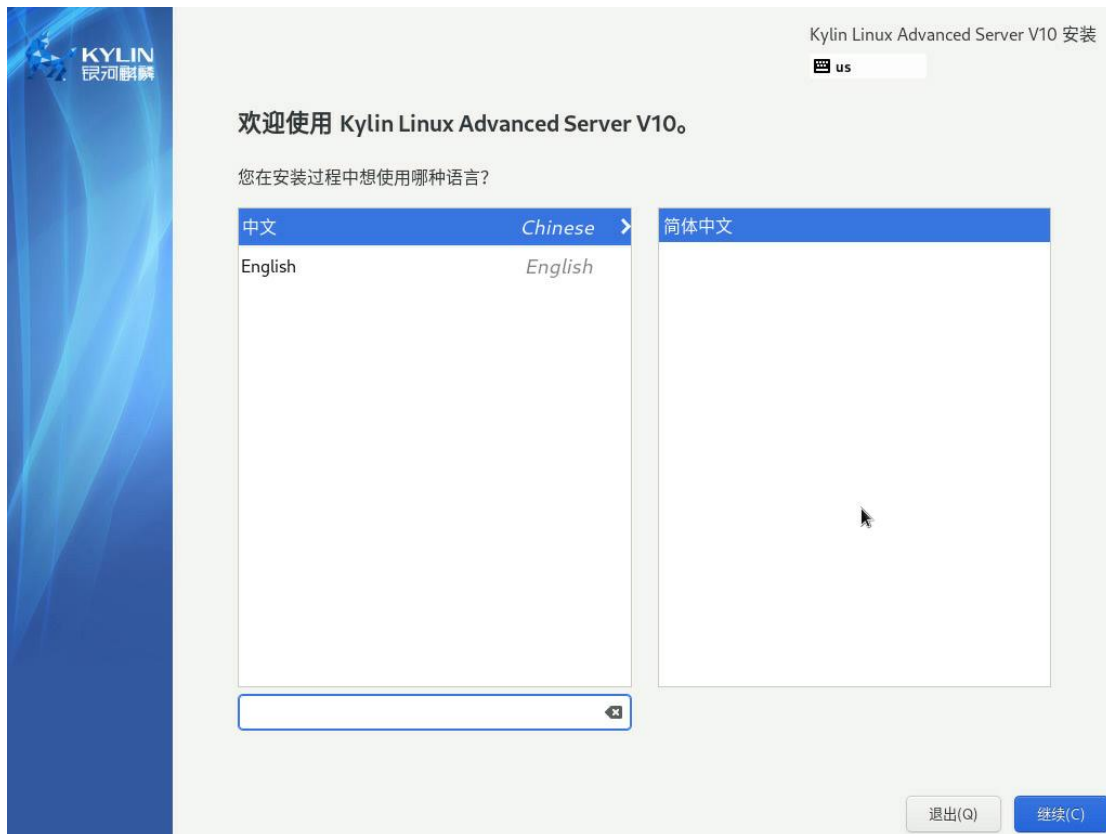 KYLIN
银河麒麟
Kylin Linux Advanced Server V10 安装
us
欢迎使用 Kylin Linux Advanced Server V10。
您在安装过程中想使用哪种语言？
中文 Chinese
简体中文
English English
退出(Q)
继续(C)